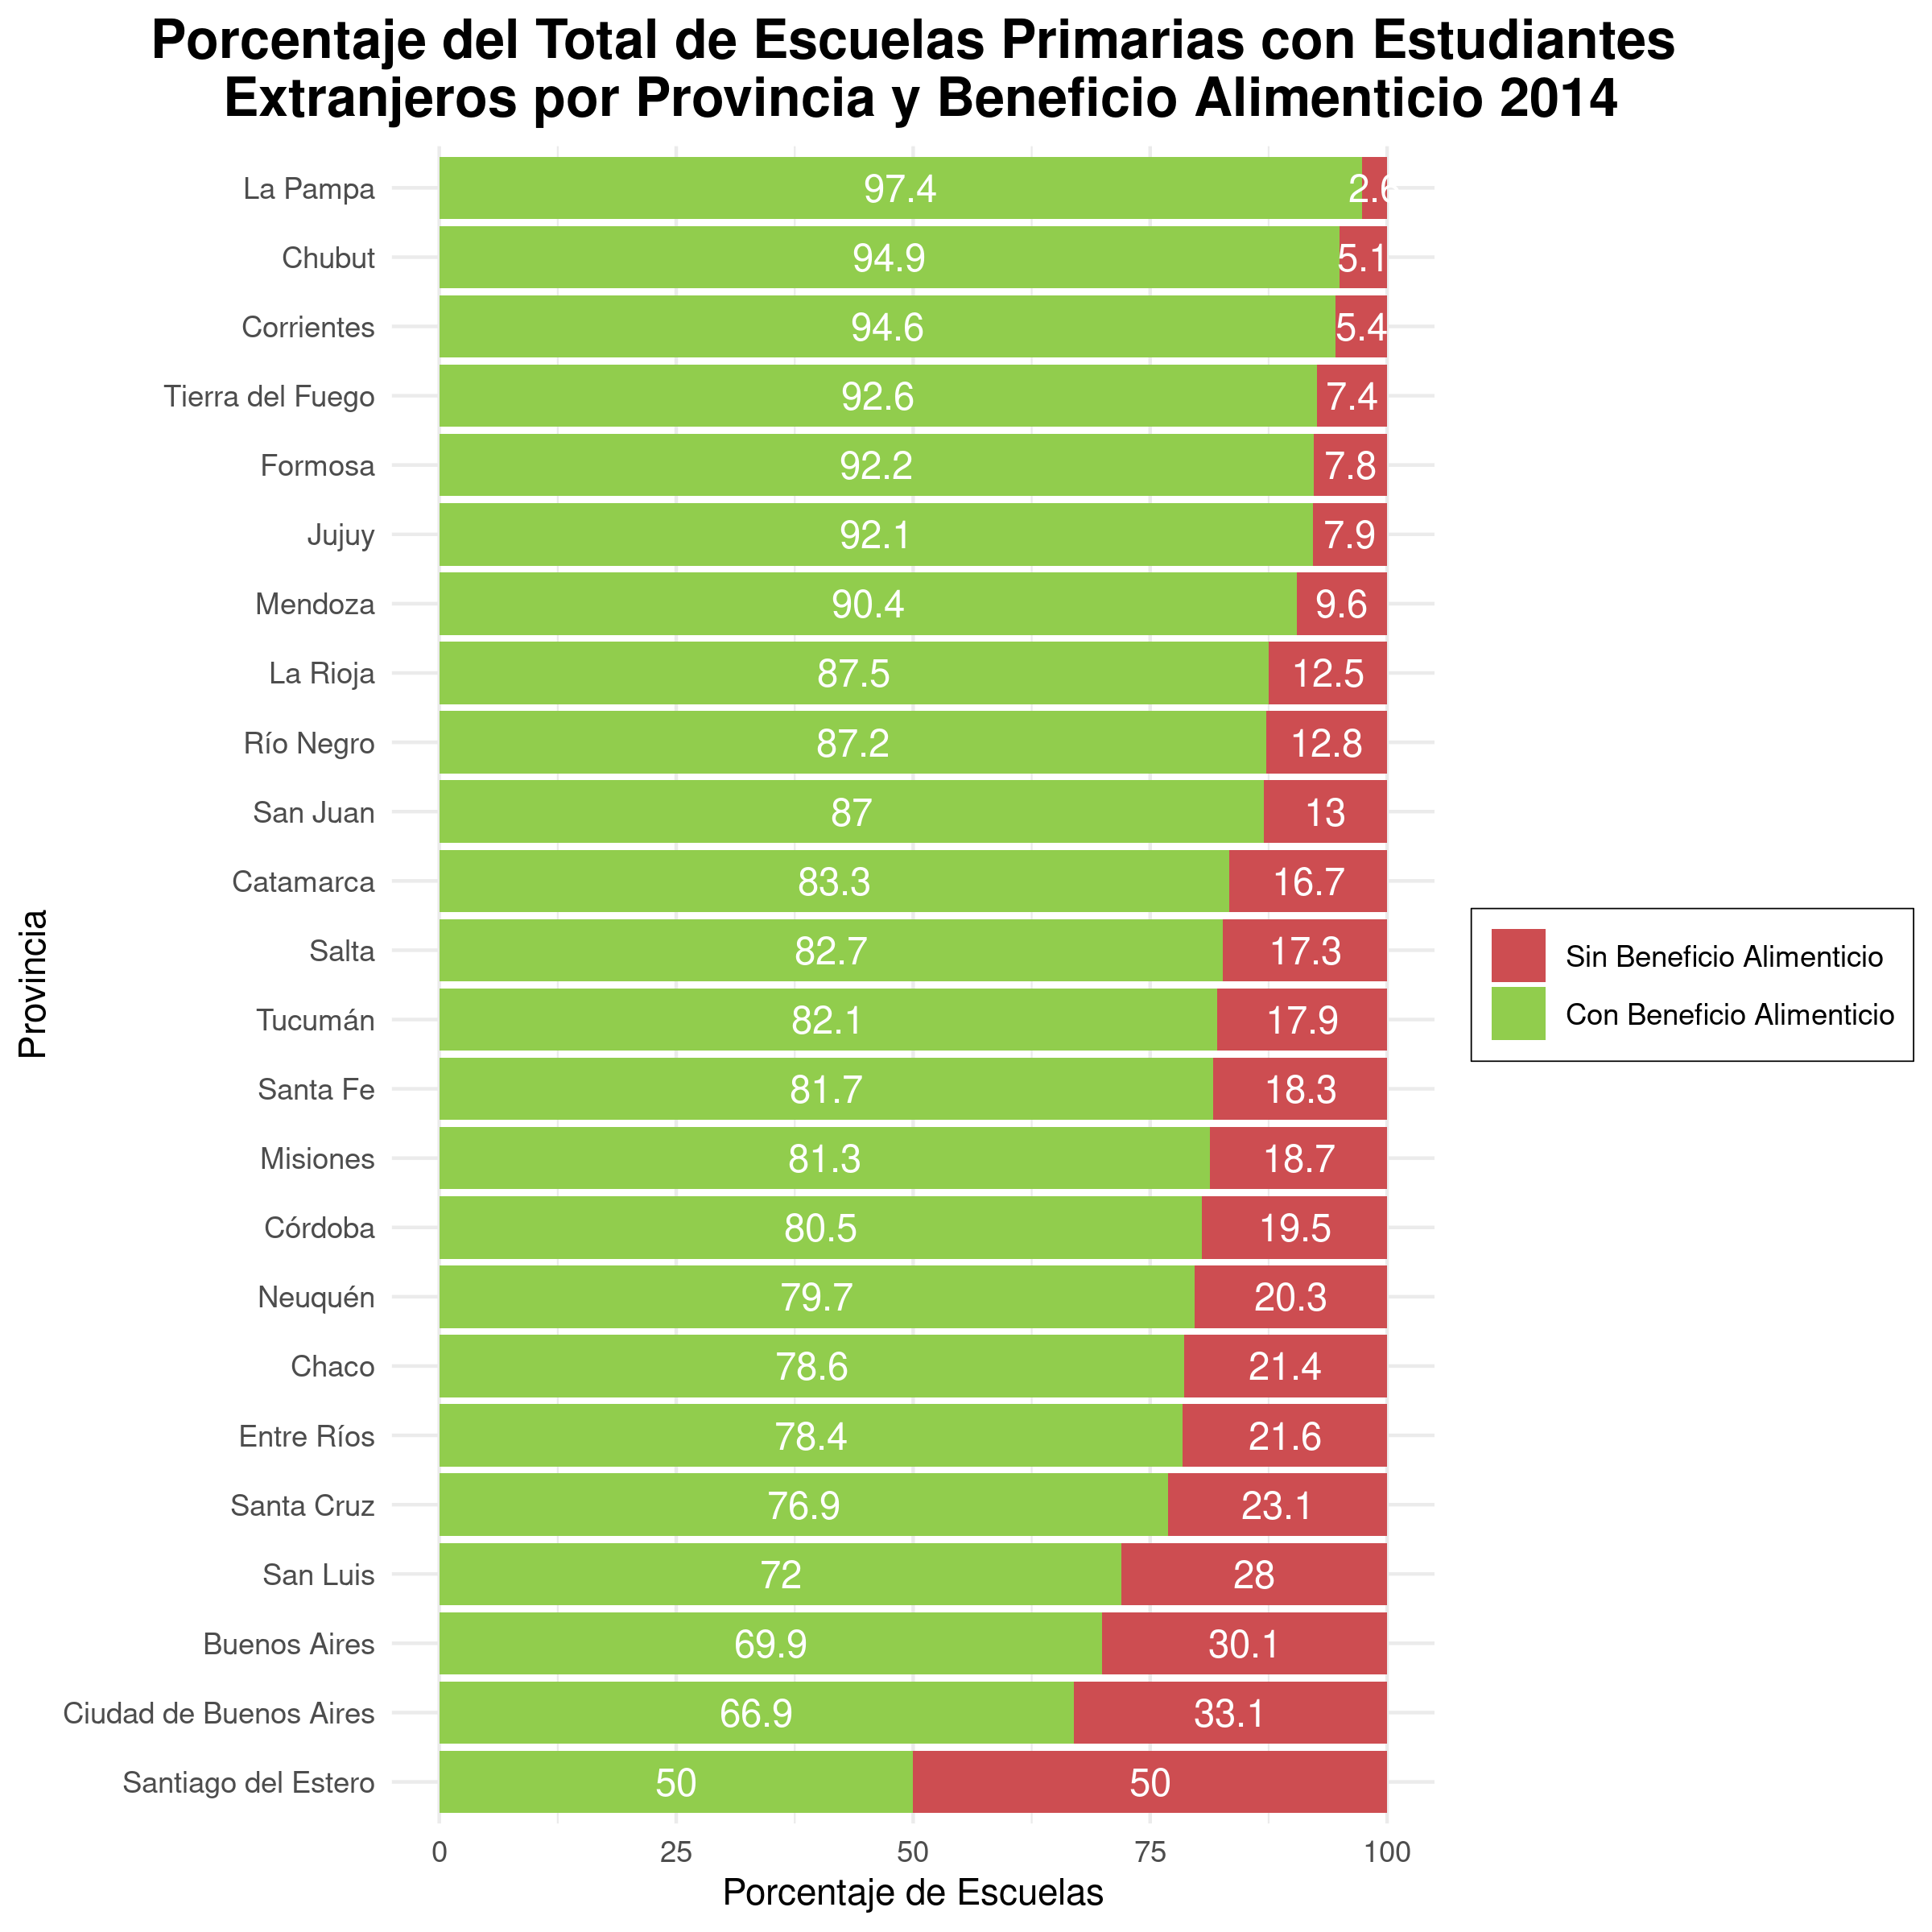 Porcentaje del Total de Escuelas Primarias con Estudiantes
Extranjeros por Provincia y Beneficio Alimenticio 2014
La Pampa 97.4 2.6
Chubut 94.9 5.1
Corrientes 94.6 5.4
Tierra del Fuego 92.6 7.4
Formosa 92.2 7.8
Jujuy 92.1 7.9
Mendoza 90.4 9.6
La Rioja 87.5 12.5
Río Negro 87.2 12.8
San Juan 87 13
Catamarca 83.3 16.7
Salta 82.7 17.3
Tucumán 82.1 17.9
Santa Fe 81.7 18.3
Misiones 81.3 18.7
Córdoba 80.5 19.5
Neuquén 79.7 20.3
Chaco 78.6 21.4
Entre Ríos 78.4 21.6
Santa Cruz 76.9 23.1
San Luis 72 28
Buenos Aires 69.9 30.1
Ciudad de Buenos Aires 66.9 33.1
Santiago del Estero 50 50
0 25 50 75 100
Porcentaje de Escuelas
Provincia
Sin Beneficio Alimenticio
Con Beneficio Alimenticio